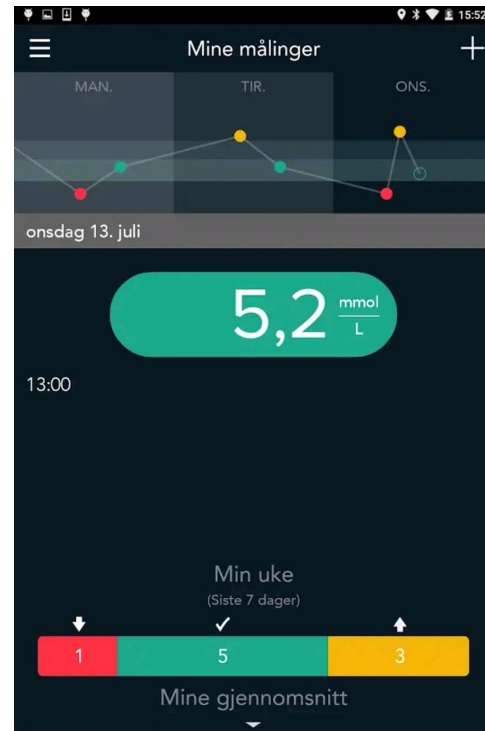 15:52
Mine målinger
MAN. TIR. ONS.
onsdag 13. juli
5,2 mmol
L
13:00
Min uke
(Siste 7 dager)
1 5 3
Mine gjennomsnitt